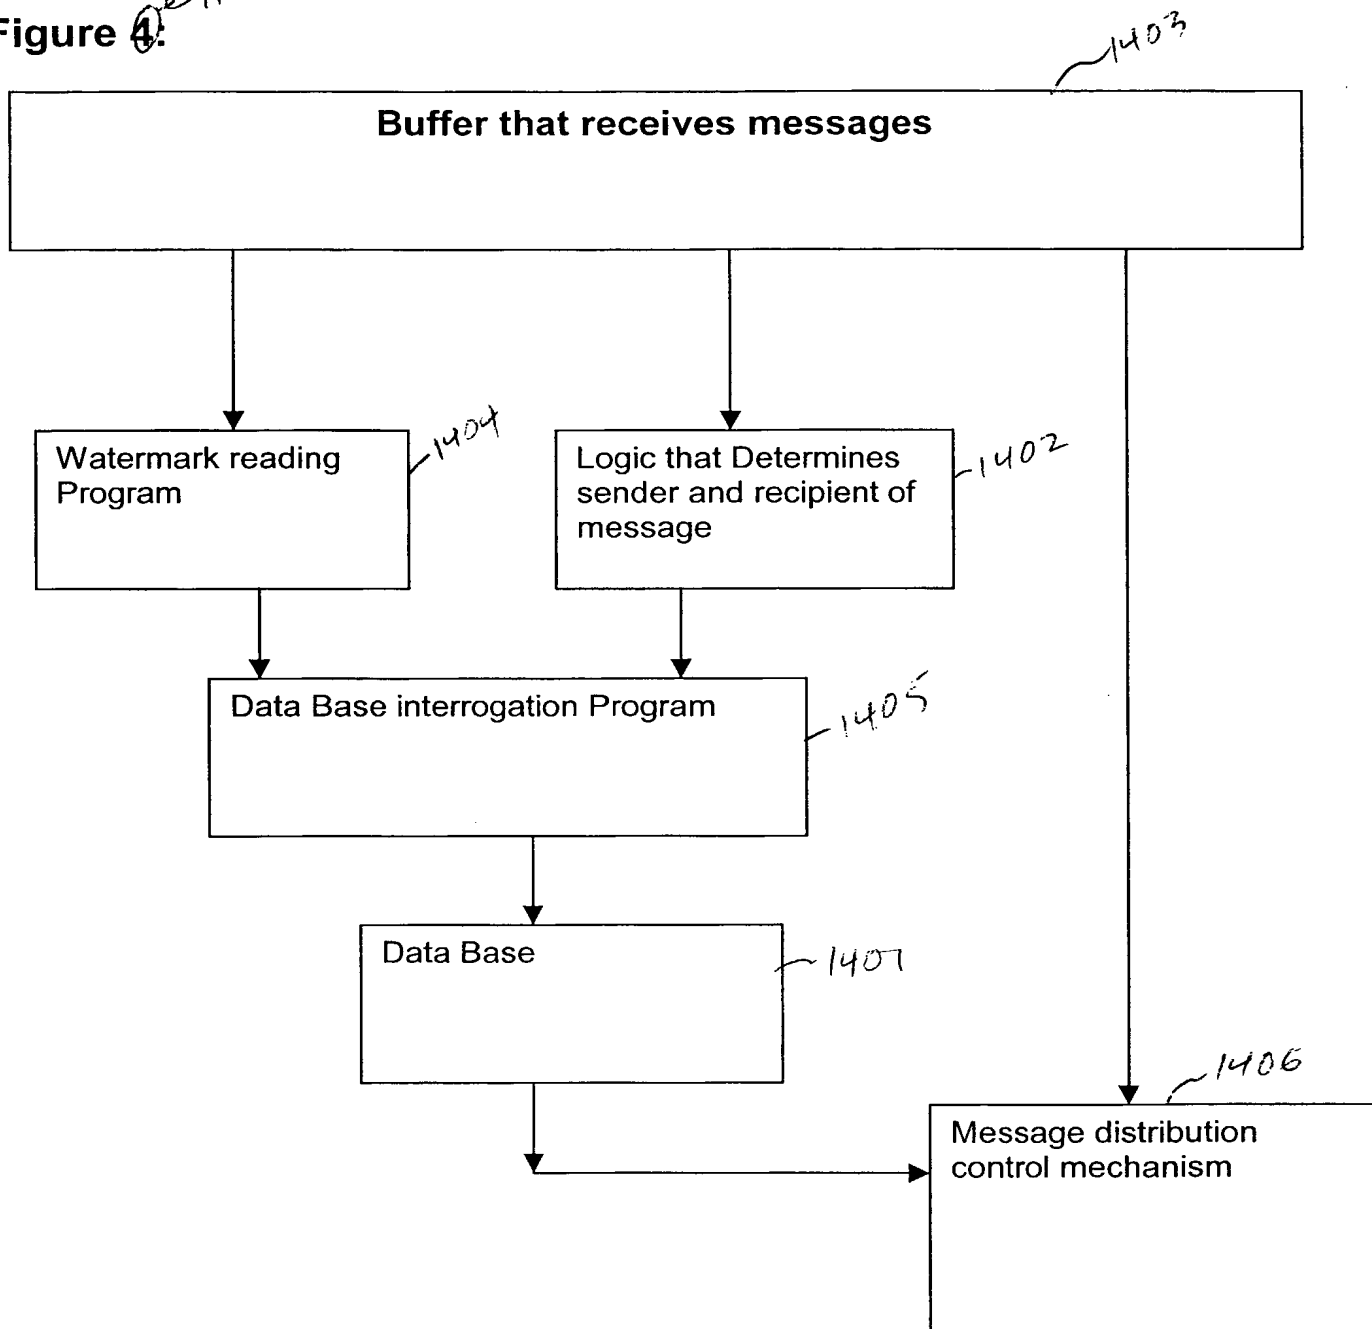 Figure 4:
1403
Buffer that receives messages
Watermark reading
Program
1404
Logic that Determines
sender and recipient of
message
1402
Data Base interrogation Program
1405
Data Base
1407
1406
Message distribution
control mechanism